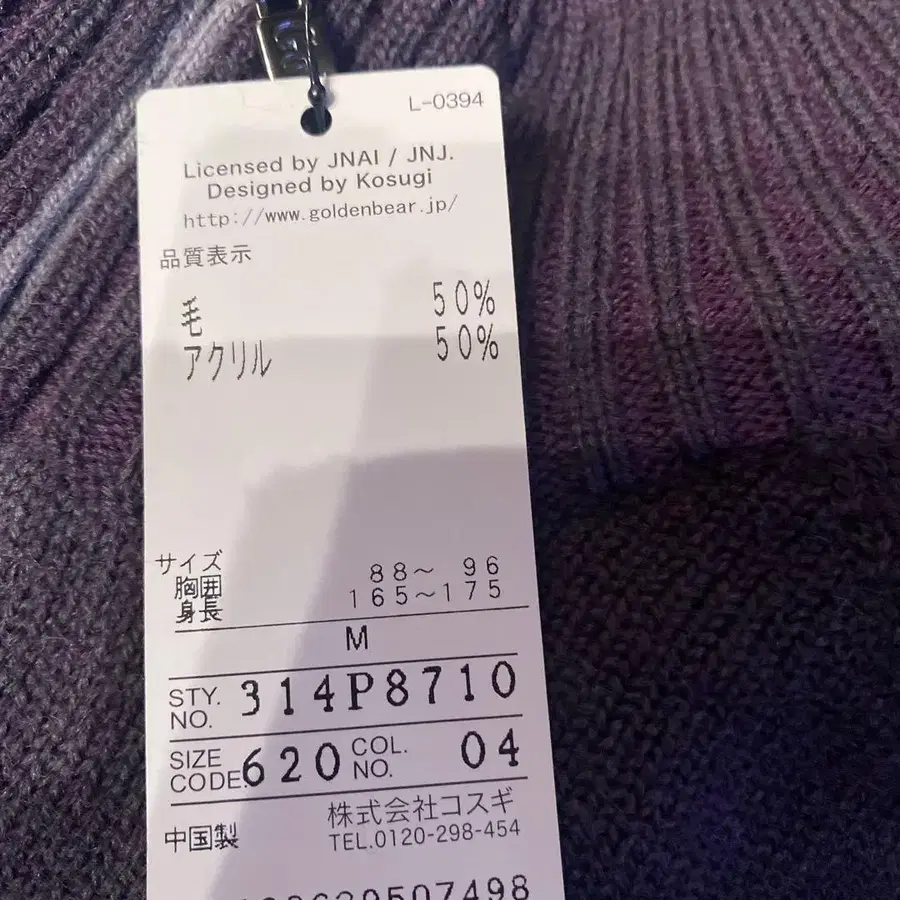 L-0394
Licensed by JNAI / JNJ.
Designed by Kosugi
http://www.goldenbear.jp/
品質表示
毛 50%
アクリル 50%
サイズ
胸囲 88～ 96
身長 165～175
M
STY. NO. 314P8710
SIZE CODE. 620 COL. NO. 04
株式会社コスギ
中国製 TEL.0120-298-454